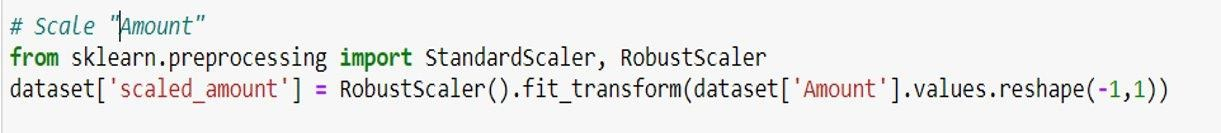 # Scale "Amount"
from sklearn.preprocessing import StandardScaler, RobustScaler
dataset['scaled_amount'] = RobustScaler().fit_transform(dataset['Amount'].values.reshape(-1,1))